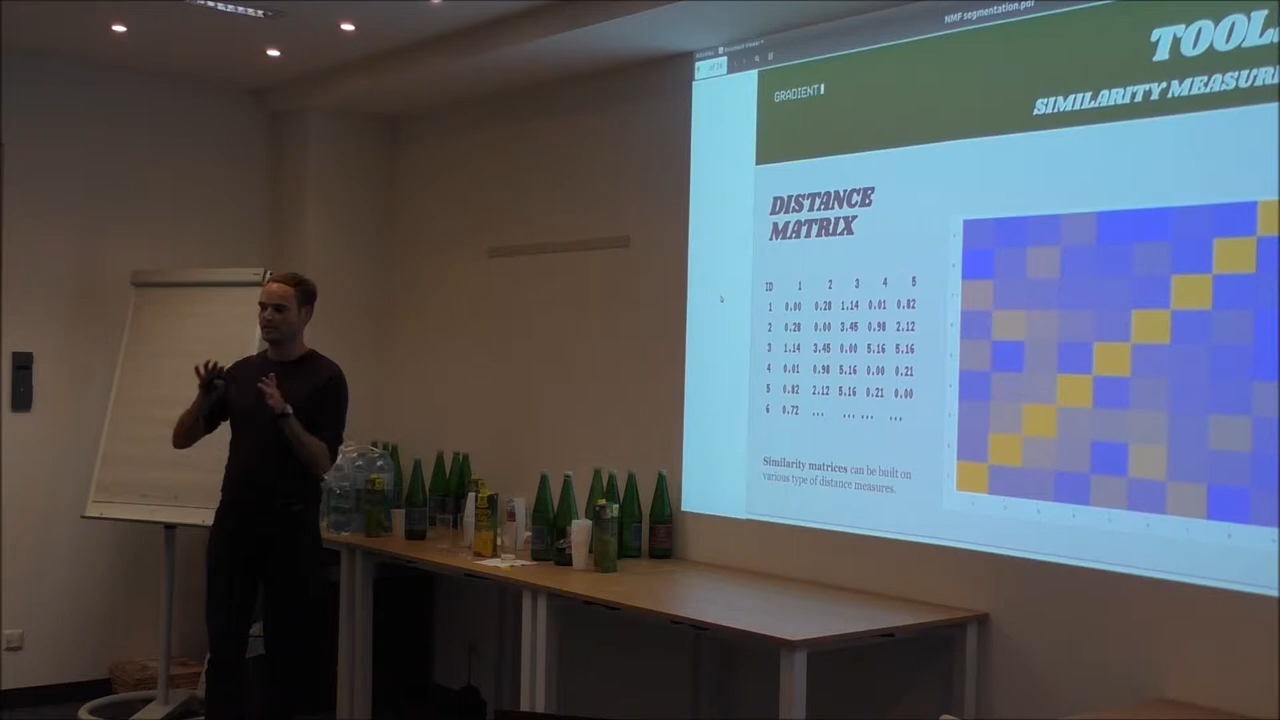 NMF segmentation.pdf
GRADIENT
TOOL
SIMILARITY MEASUR
DISTANCE
MATRIX
ID 1 2 3 4 5
1 0.00 0.28 1.14 0.01 0.82
2 0.28 0.00 3.45 0.98 2.12
3 1.14 3.45 0.00 5.16 5.16
4 0.01 0.98 5.16 0.00 0.21
5 0.82 2.12 5.16 0.21 0.00
6 0.72 ... ... ... ...
Similarity matrices can be built on
various type of distance measures.